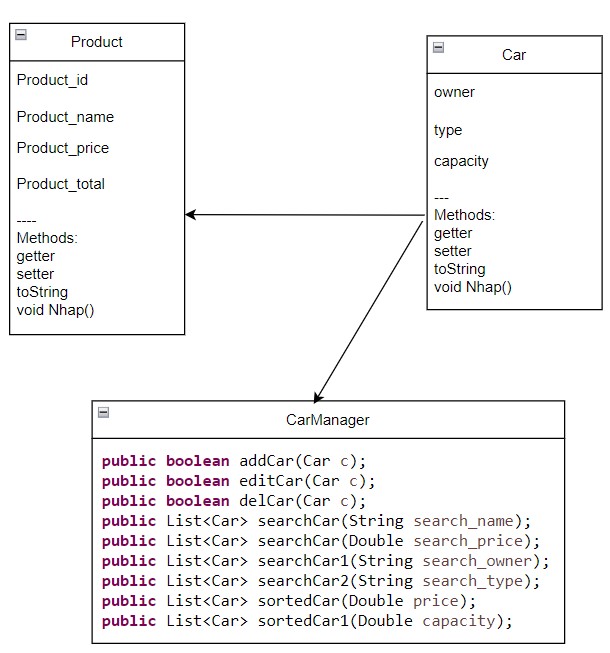 Product
Product_id
Product_name
Product_price
Product_total
----
Methods:
getter
setter
toString
void Nhap()
Car
owner
type
capacity
---
Methods:
getter
setter
toString
void Nhap()
CarManager
public boolean addCar(Car c);
public boolean editCar(Car c);
public boolean delCar(Car c);
public List<Car> searchCar(String search_name);
public List<Car> searchCar(Double search_price);
public List<Car> searchCar1(String search_owner);
public List<Car> searchCar2(String search_type);
public List<Car> sortedCar(Double price);
public List<Car> sortedCar1(Double capacity);